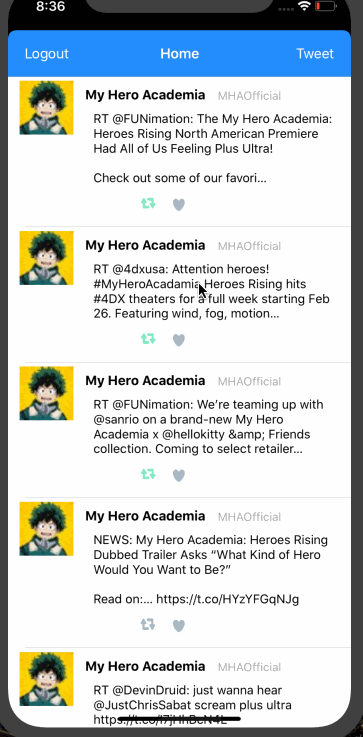 8:36
Logout Home Tweet
My Hero Academia MHAOfficial
RT @FUNimation: The My Hero Academia:
Heroes Rising North American Premiere
Had All of Us Feeling Plus Ultra!
Check out some of our favori...
My Hero Academia MHAOfficial
RT @4dxusa: Attention heroes!
#MyHeroAcadamia Heroes Rising hits
#4DX theaters for a full week starting Feb
26. Featuring wind, fog, motion...
My Hero Academia MHAOfficial
RT @FUNimation: We're teaming up with
@sanrio on a brand-new My Hero
Academia x @hellokitty &amp; Friends
collection. Coming to select retailer...
My Hero Academia MHAOfficial
NEWS: My Hero Academia: Heroes Rising
Dubbed Trailer Asks “What Kind of Hero
Would You Want to Be?”
Read on:... https://t.co/HYzYFGqNJg
My Hero Academia MHAOfficial
RT @DevinDruid: just wanna hear
@JustChrisSabat scream plus ultra